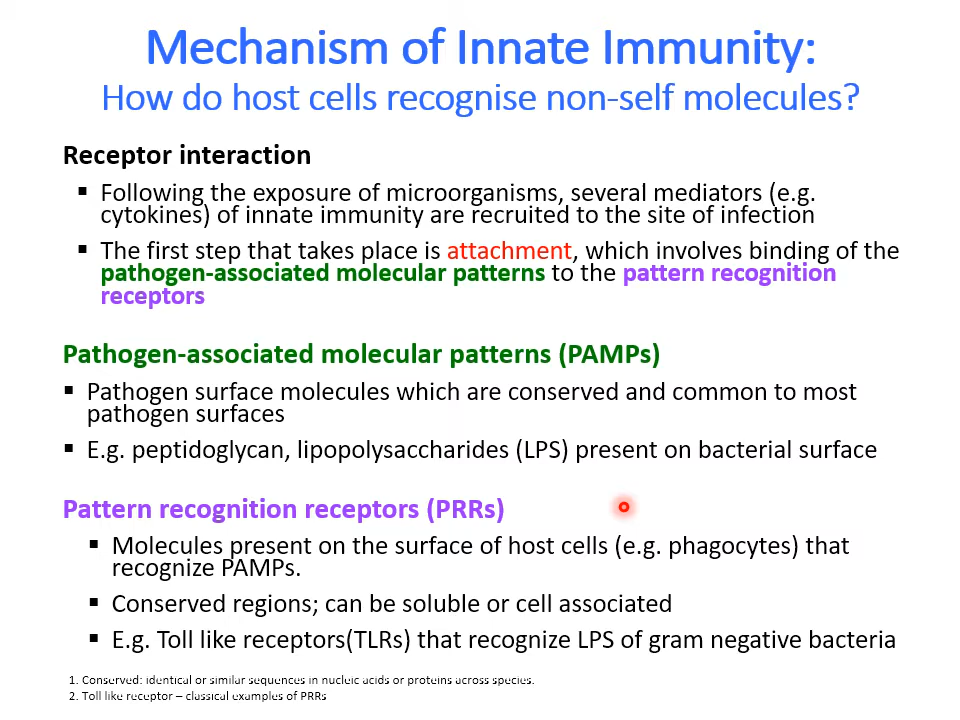 Mechanism of Innate Immunity:
How do host cells recognise non-self molecules?
Receptor interaction
▪ Following the exposure of microorganisms, several mediators (e.g.
cytokines) of innate immunity are recruited to the site of infection
▪ The first step that takes place is attachment, which involves binding of the
pathogen-associated molecular patterns to the pattern recognition
receptors
Pathogen-associated molecular patterns (PAMPs)
▪ Pathogen surface molecules which are conserved and common to most
pathogen surfaces
▪ E.g. peptidoglycan, lipopolysaccharides (LPS) present on bacterial surface
Pattern recognition receptors (PRRs)
▪ Molecules present on the surface of host cells (e.g. phagocytes) that
recognize PAMPs.
▪ Conserved regions; can be soluble or cell associated
▪ E.g. Toll like receptors(TLRs) that recognize LPS of gram negative bacteria
1. Conserved: identical or similar sequences in nucleic acids or proteins across species.
2. Toll like receptor – classical examples of PRRs